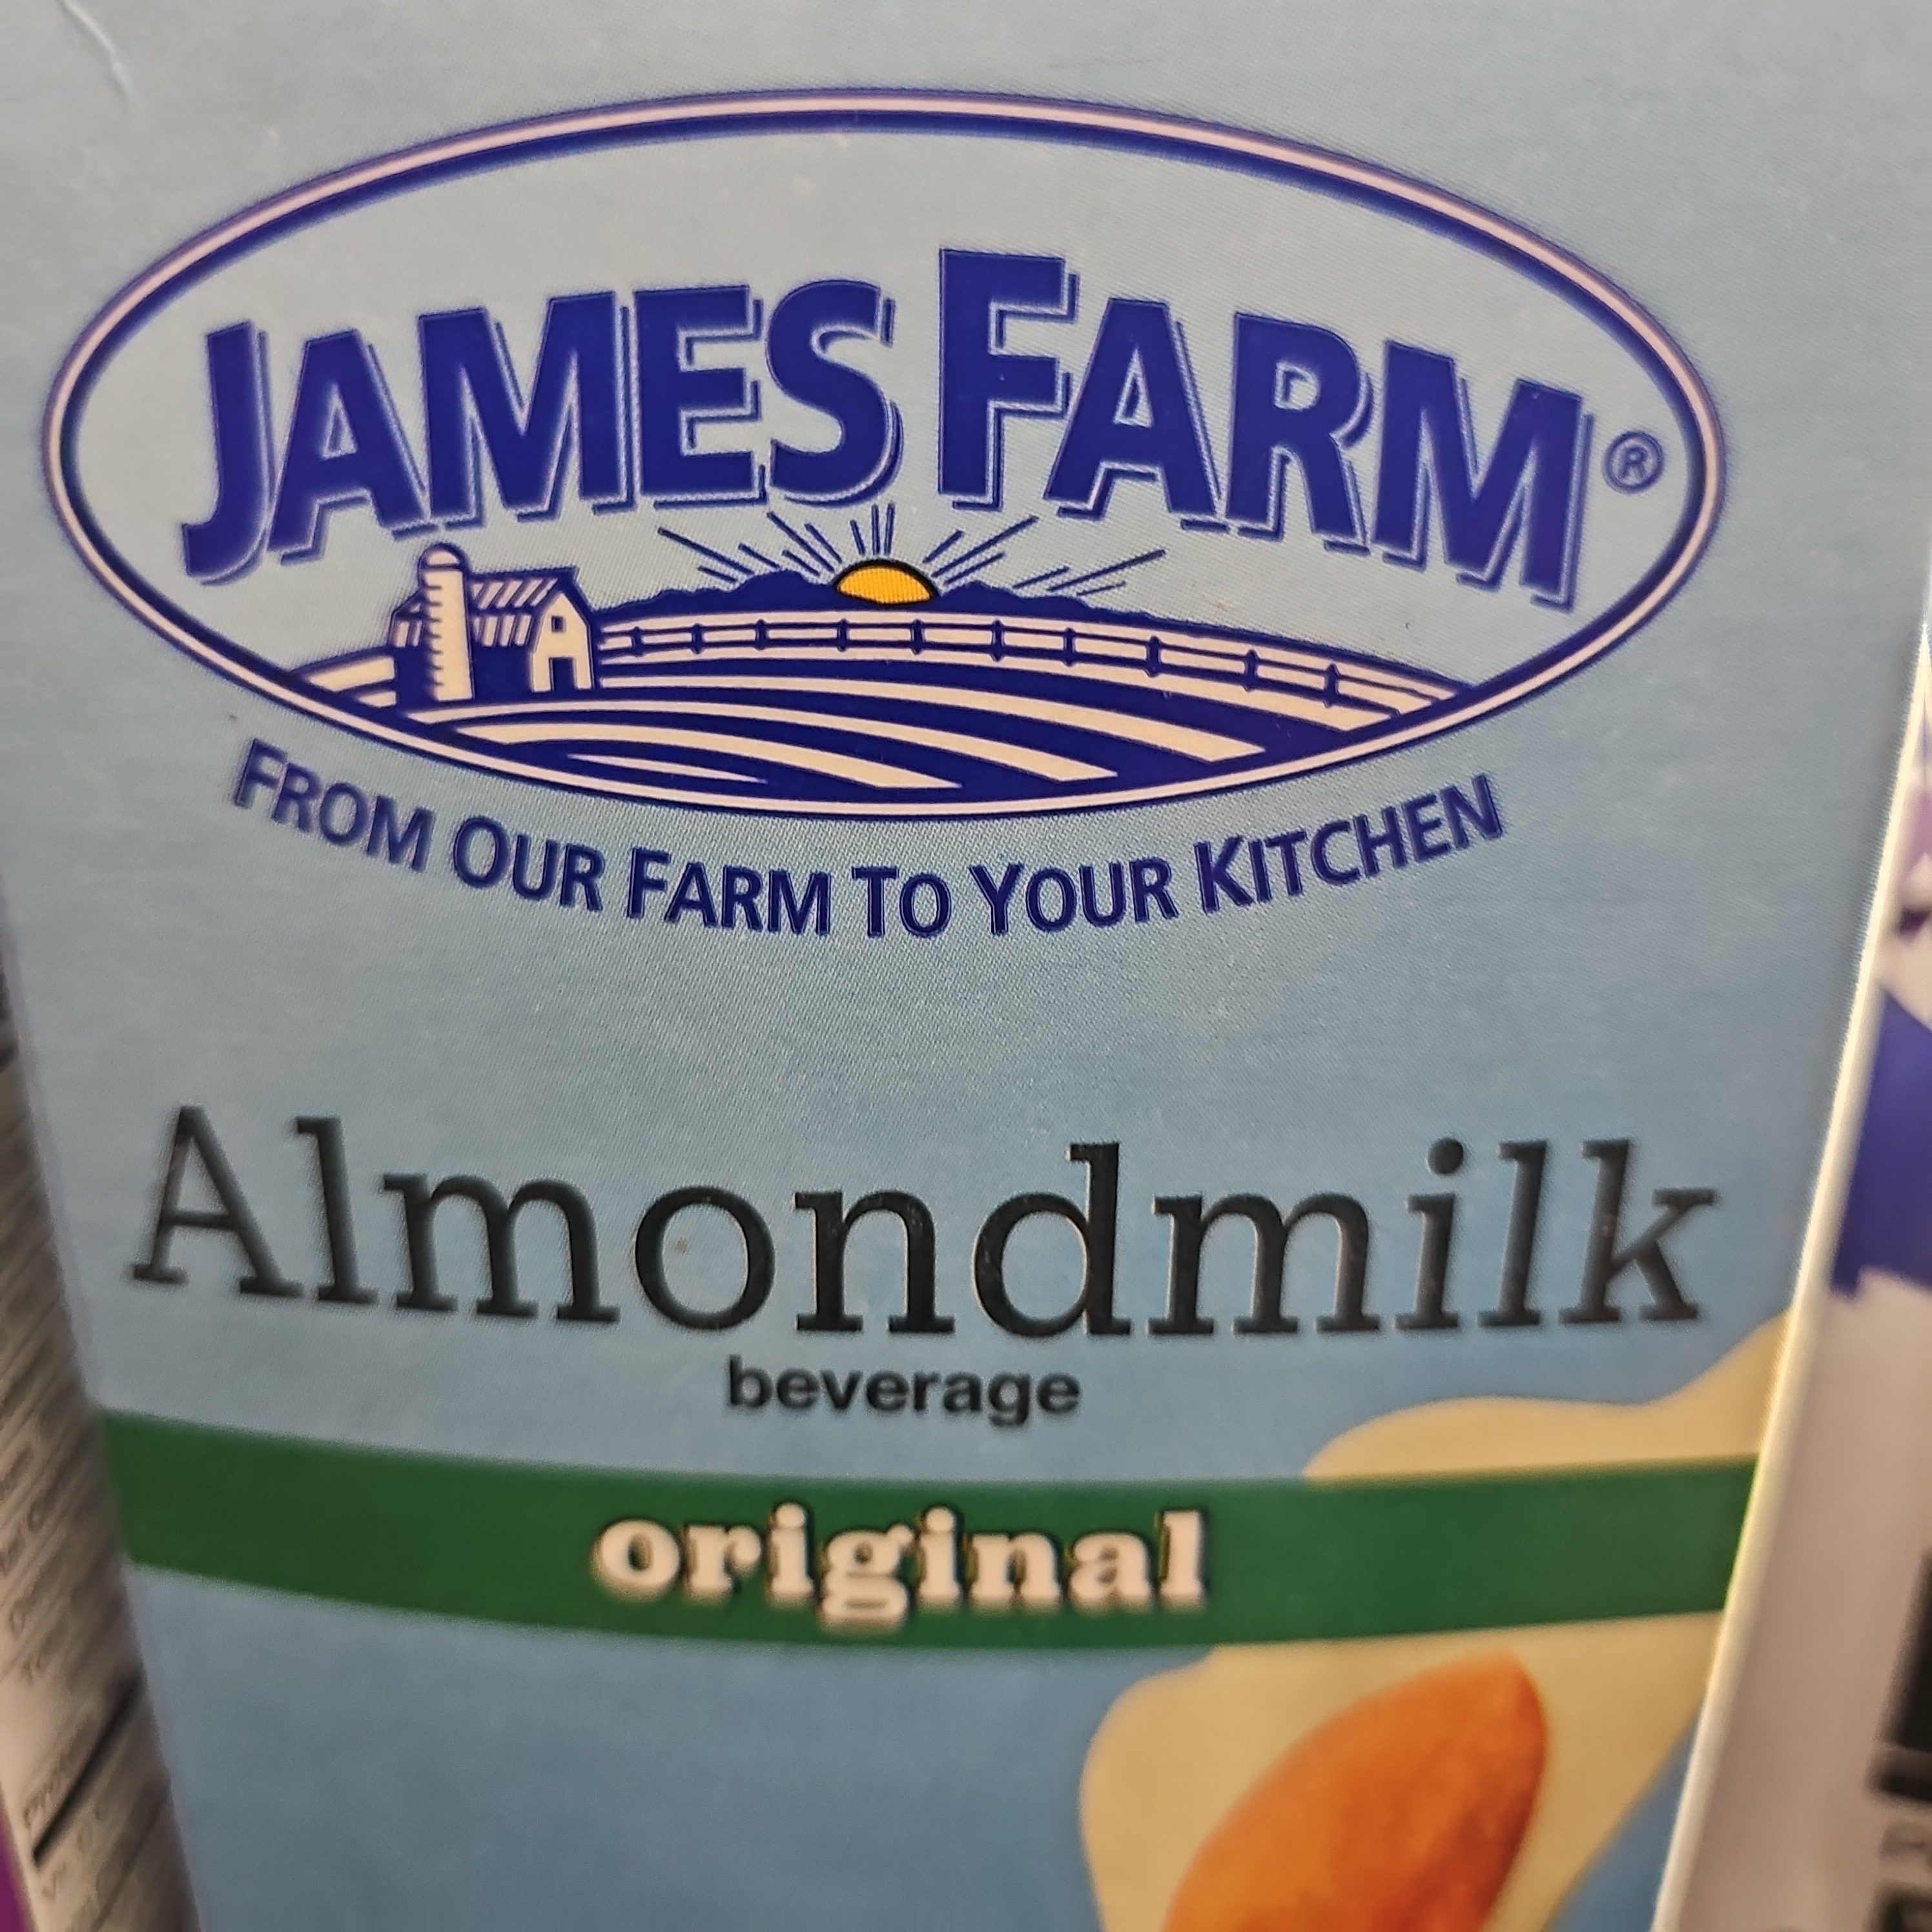 JAMES FARM®
FROM OUR FARM TO YOUR KITCHEN
Almondmilk
beverage
original